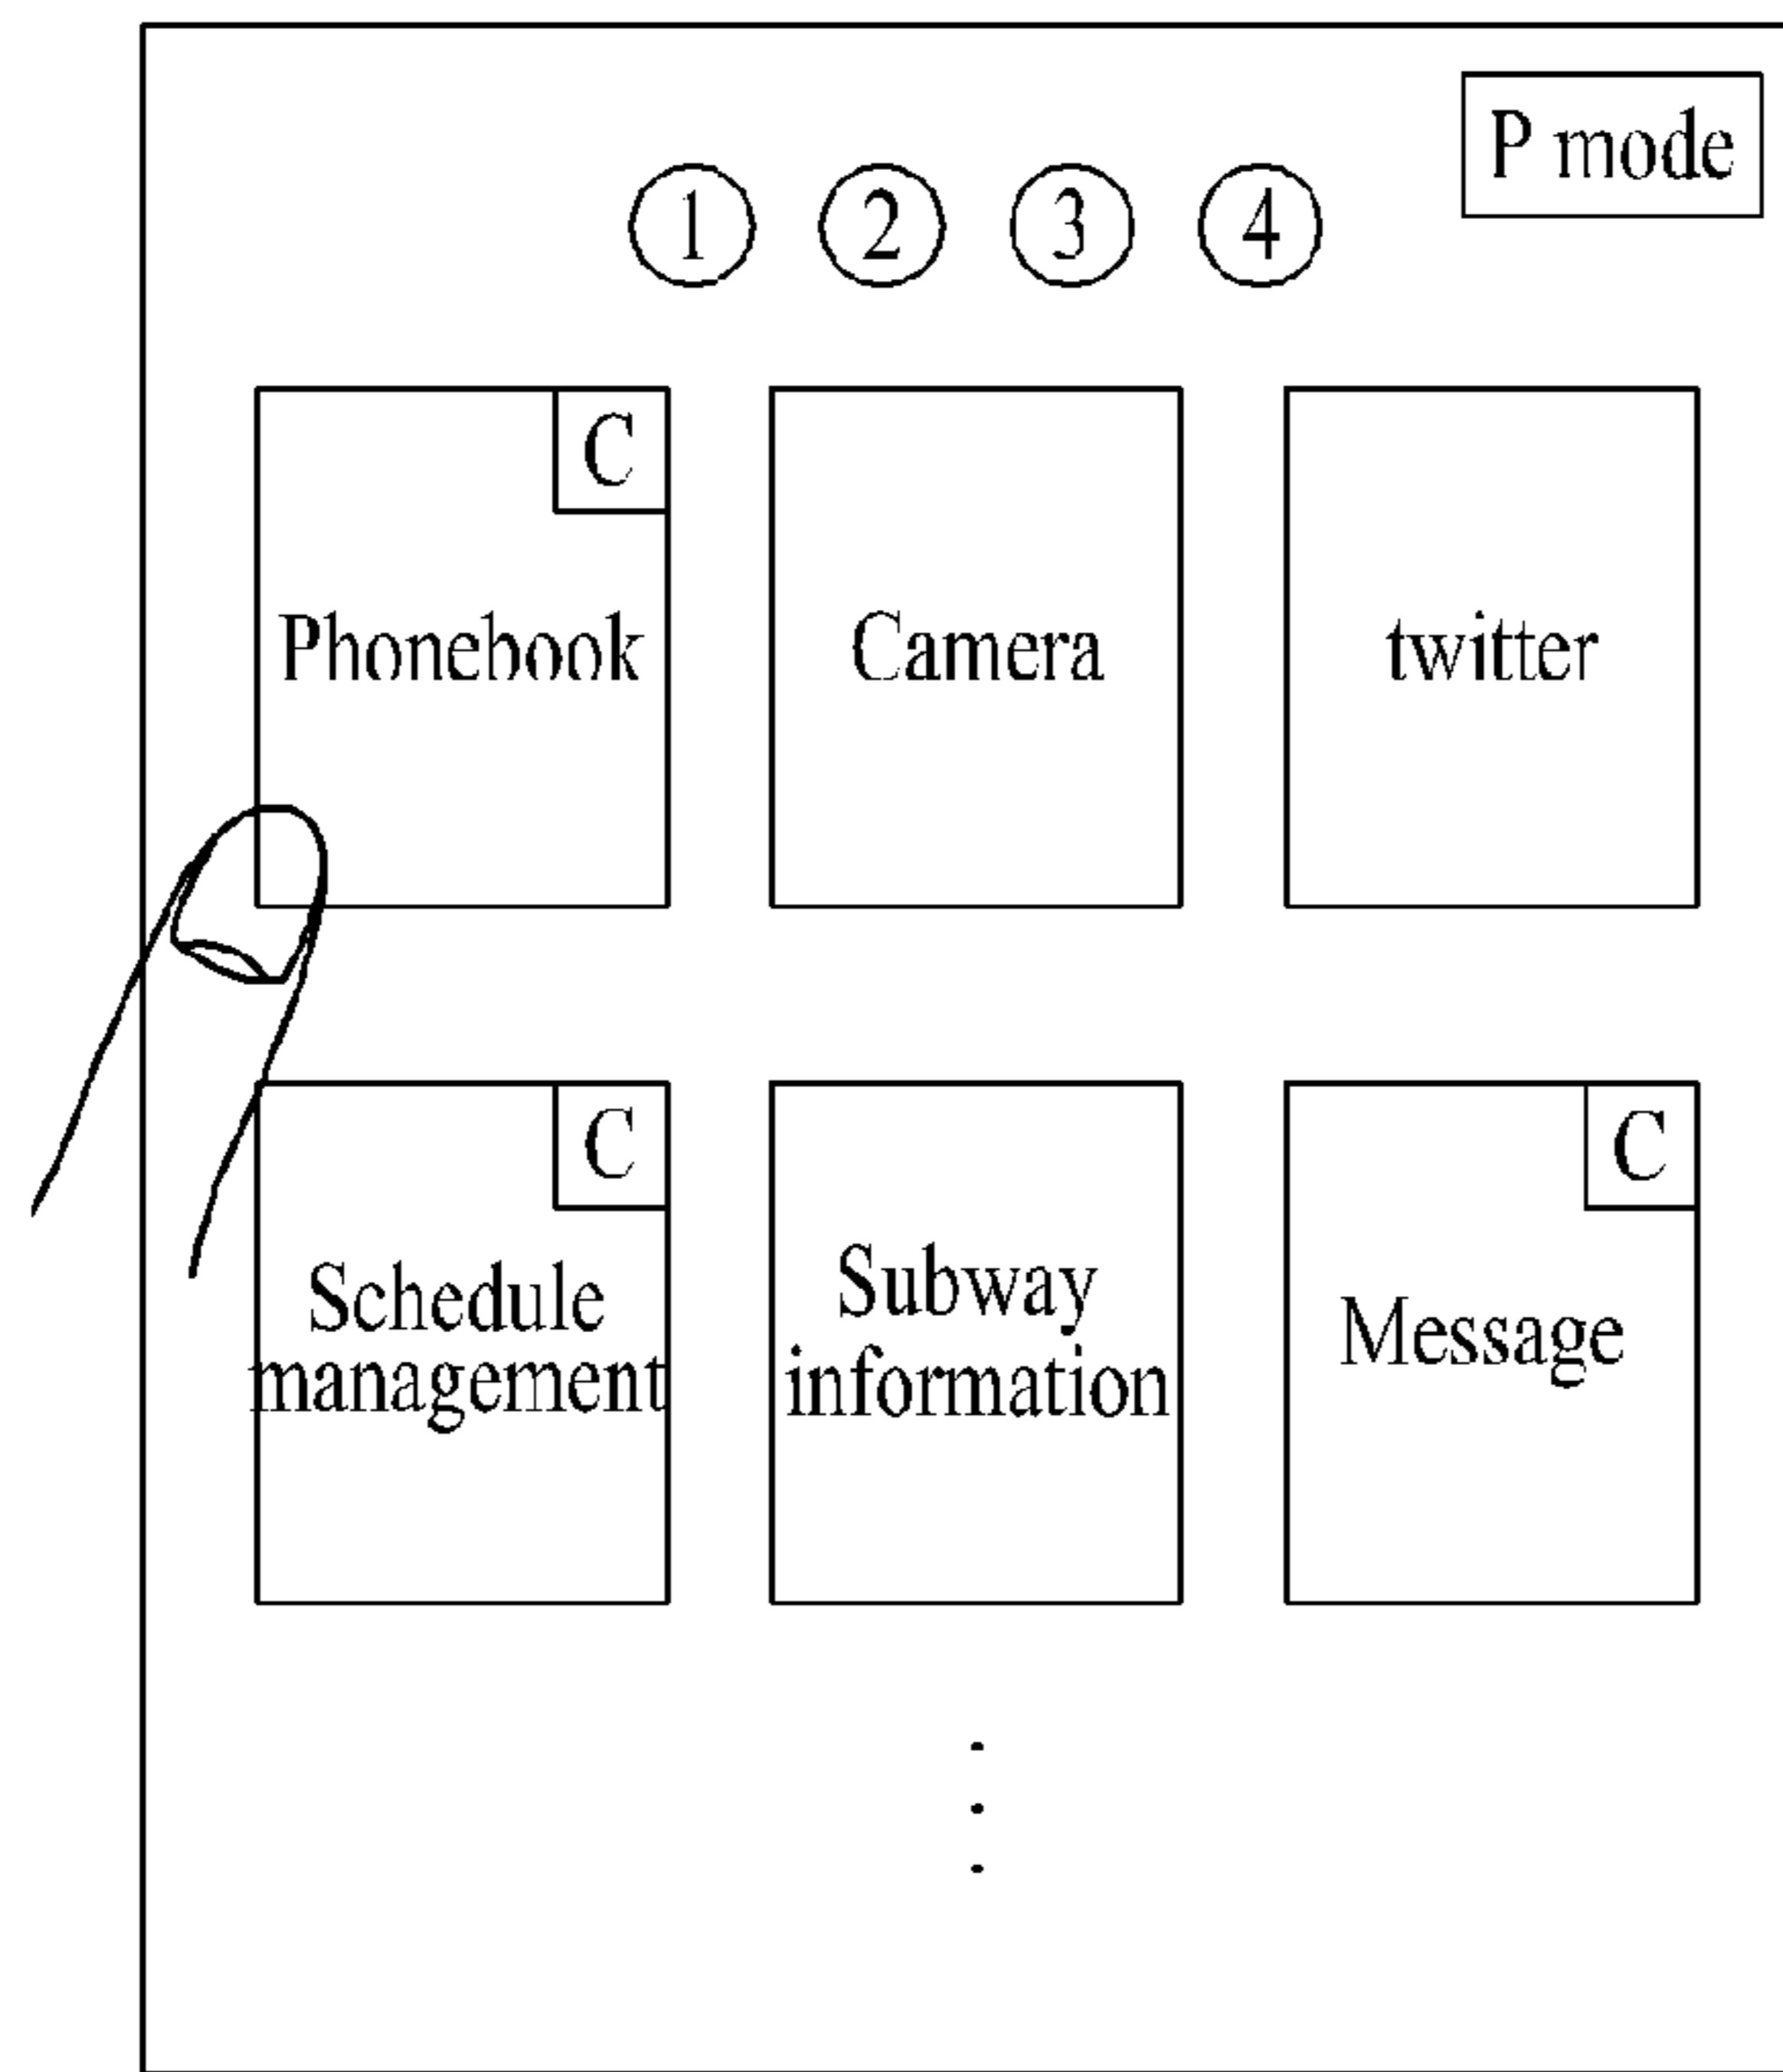 P mode
1 2 3 4
C
Phonebook
Camera
twitter
C
Schedule
management
Subway
information
C
Message